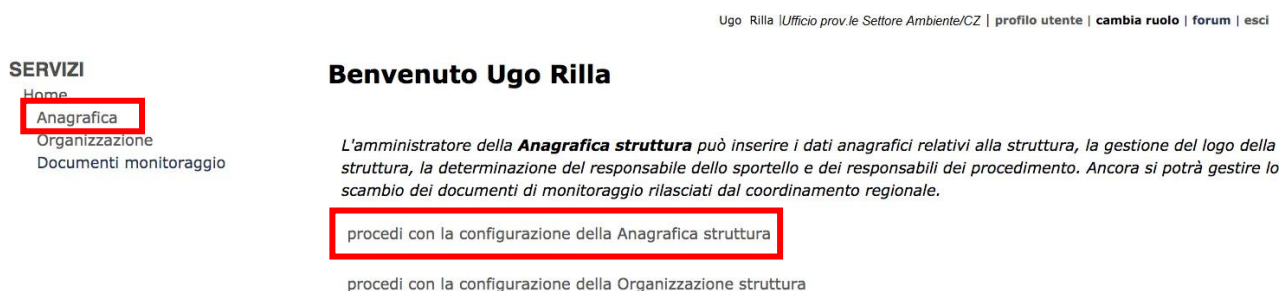 Ugo Rilla |Ufficio prov.le Settore Ambiente/CZ | profilo utente | cambia ruolo | forum | esci
SERVIZI
Home
Anagrafica
Organizzazione
Documenti monitoraggio
Benvenuto Ugo Rilla
L'amministratore della Anagrafica struttura può inserire i dati anagrafici relativi alla struttura, la gestione del logo della
struttura, la determinazione del responsabile dello sportello e dei responsabili dei procedimento. Ancora si potrà gestire lo
scambio dei documenti di monitoraggio rilasciati dal coordinamento regionale.
procedi con la configurazione della Anagrafica struttura
procedi con la configurazione della Organizzazione struttura